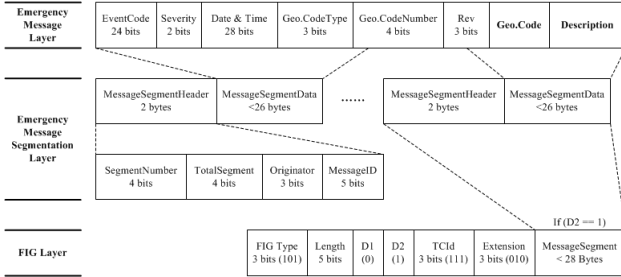 Emergency
Message
Layer
EventCode
24 bits
Severity
2 bits
Date & Time
28 bits
Geo.CodeType
3 bits
Geo.CodeNumber
4 bits
Rev
3 bits
Geo.Code
Description
Emergency
Message
Segmentation
Layer
MessageSegmentHeader
2 bytes
MessageSegmentData
<26 bytes
......
MessageSegmentHeader
2 bytes
MessageSegmentData
<26 bytes
SegmentNumber
4 bits
TotalSegment
4 bits
Originator
3 bits
MessageID
5 bits
If (D2 == 1)
FIG Layer
FIG Type
3 bits (101)
Length
5 bits
D1
(0)
D2
(1)
TCId
3 bits (111)
Extension
3 bits (010)
MessageSegment
< 28 Bytes